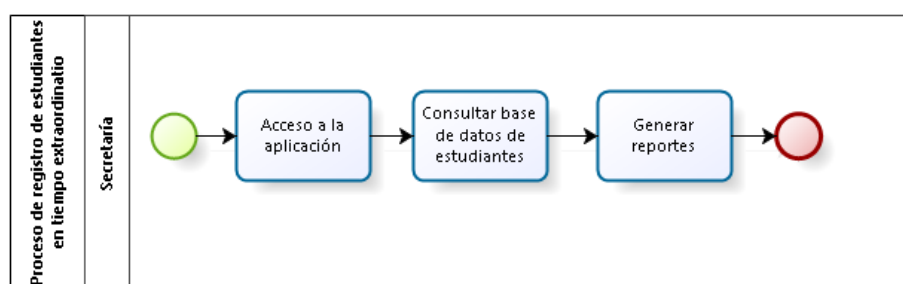 Proceso de registro de estudiantes
en tiempo extraordinatio
Secretaría
Acceso a la
aplicación
Consultar base
de datos de
estudiantes
Generar
reportes